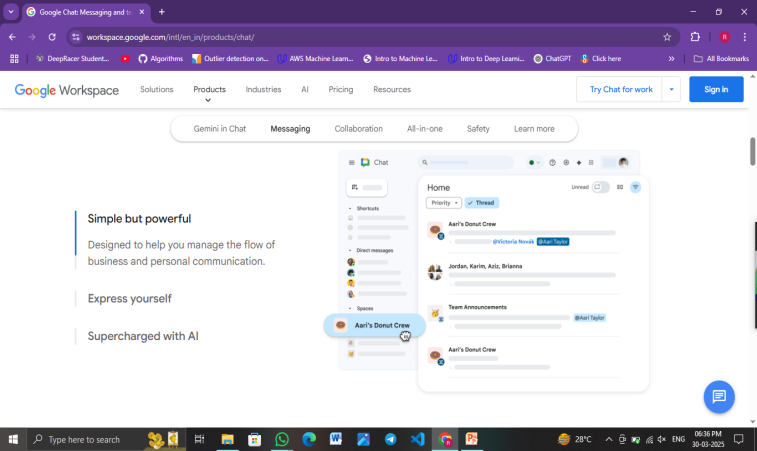 Google Chat: Messaging and te
workspace.google.com/intl/en_in/products/chat/
R
DeepRacer Student...
Algorithms
Outlier detection on...
AWS Machine Learn...
Intro to Machine Le...
Intro to Deep Learni...
ChatGPT
Click here
All Bookmarks
Google Workspace
Solutions
Products
Industries
AI
Pricing
Resources
Try Chat for work
Sign in
Gemini in Chat
Messaging
Collaboration
All-in-one
Safety
Learn more
Simple but powerful
Designed to help you manage the flow of
business and personal communication.
Express yourself
Supercharged with AI
Chat
Shortcuts
Direct messages
Spaces
Aari's Donut Crew
Home
Unread
Priority
Thread
Aari's Donut Crew
@Victoria Novák @Aari Taylor
Jordan, Karim, Aziz, Brianna
Team Announcements
@Aari Taylor
Aari's Donut Crew
Type here to search
28°C
ENG
06:36 PM
30-03-2025